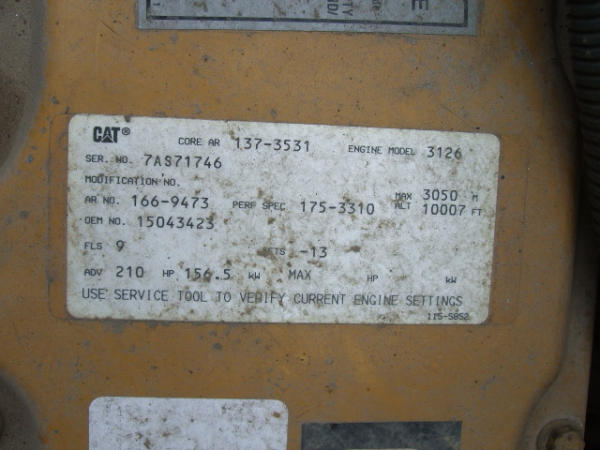 CAT® CORE AR 137-3531 ENGINE MODEL 3126
SER. NO. 7AS71746
MODIFICATION NO.
AR NO. 166-9473 PERF SPEC 175-3310 MAX ALT 3050 M 10007 FT
OEM NO. 15043423
FLS 9 FTS -13
ADV 210 HP 156.5 kW MAX HP kW
USE SERVICE TOOL TO VERIFY CURRENT ENGINE SETTINGS
115-5852